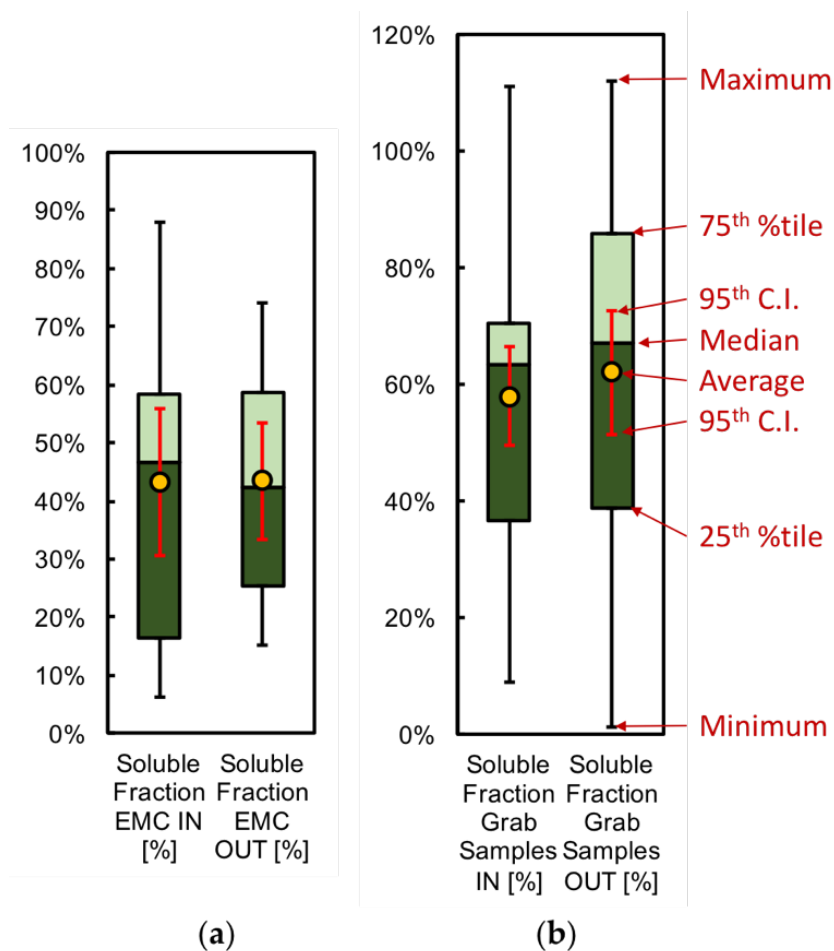 100%
90%
80%
70%
60%
50%
40%
30%
20%
10%
0%
Soluble
Fraction
EMC IN
[%]
Soluble
Fraction
EMC
OUT [%]
(a)
120%
100%
80%
60%
40%
20%
0%
Soluble
Fraction
Grab
Samples
IN [%]
Soluble
Fraction
Grab
Samples
OUT [%]
(b)
Maximum
75th %tile
95th C.I.
Median
Average
95th C.I.
25th %tile
Minimum